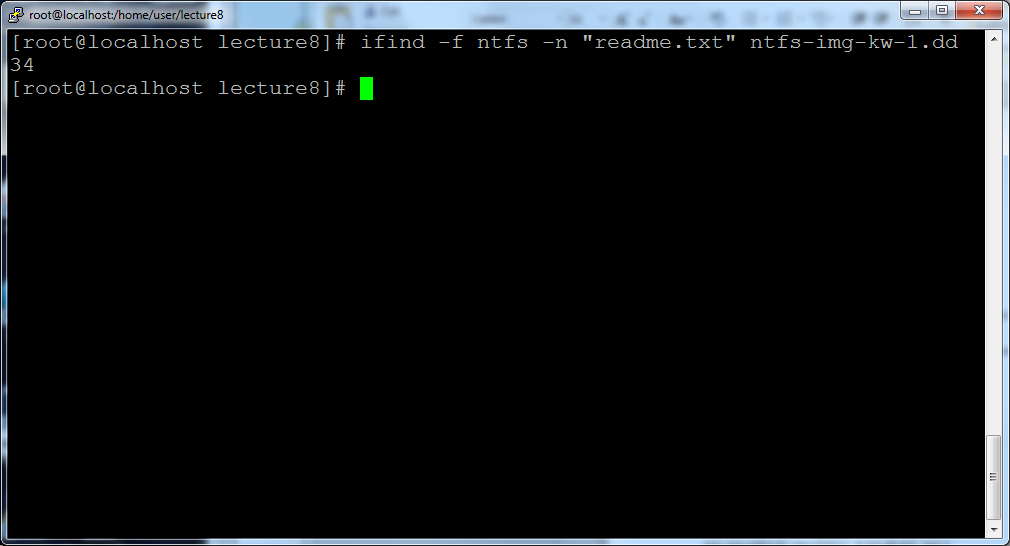 root@localhost:/home/user/lecture8
[root@localhost lecture8]# ifind -f ntfs -n "readme.txt" ntfs-img-kw-1.dd
34
[root@localhost lecture8]#